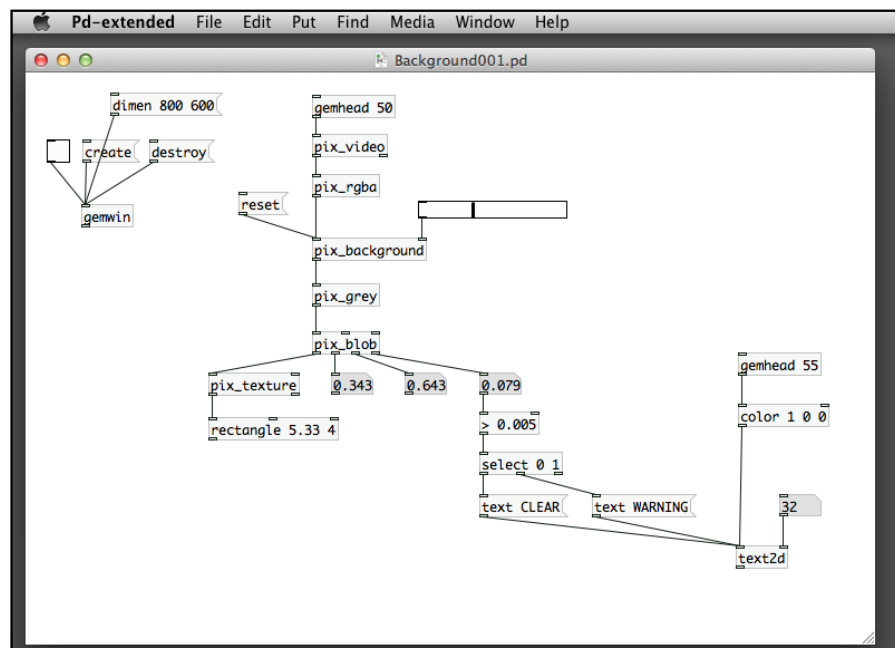 Pd-extended File Edit Put Find Media Window Help
Background001.pd
dimen 800 600
gemhead 50
create
destroy
pix_video
pix_rgba
reset
gemwin
pix_background
pix_grey
pix_blob
gemhead 55
pix_texture
0.343
0.643
0.079
color 1 0 0
rectangle 5.33 4
> 0.005
select 0 1
text CLEAR
text WARNING
32
text2d